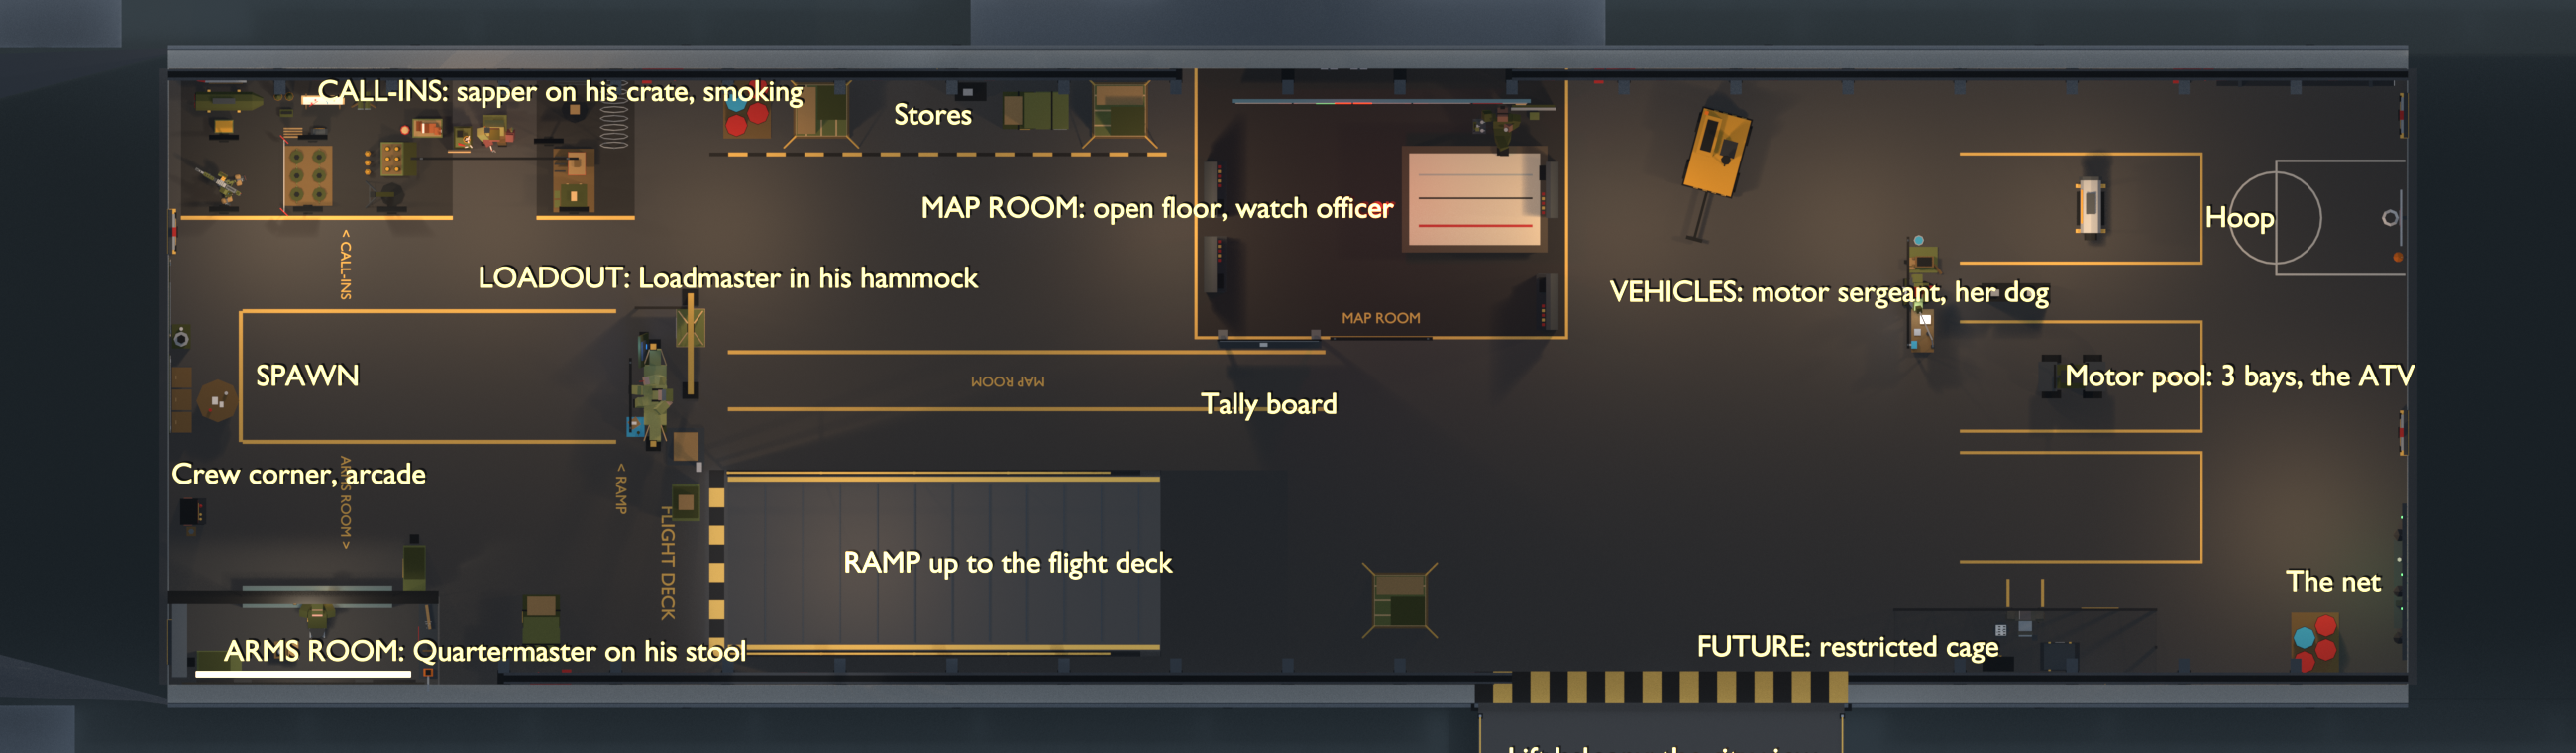 CALL-INS: sapper on his crate, smoking
Stores
MAP ROOM: open floor, watch officer
Hoop
< CALL-INS
LOADOUT: Loadmaster in his hammock
VEHICLES: motor sergeant, her dog
MAP ROOM
SPAWN
MAP ROOM
Motor pool: 3 bays, the ATV
Tally board
Crew corner, arcade
ARMS ROOM >
< RAMP
FLIGHT DECK
RAMP up to the flight deck
The net
ARMS ROOM: Quartermaster on his stool
FUTURE: restricted cage